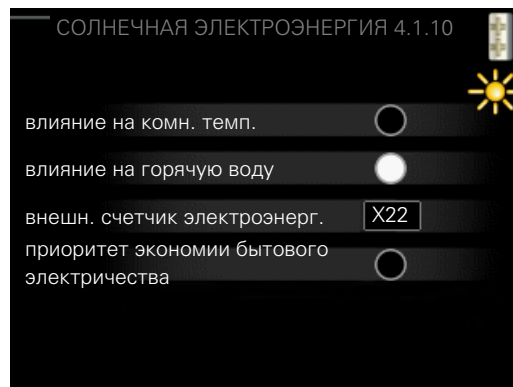 СОЛНЕЧНАЯ ЭЛЕКТРОЭНЕРГИЯ 4.1.10
влияние на комн. темп.
влияние на горячую воду
внешн. счетчик электроэнерг. X22
приоритет экономии бытового
электричества